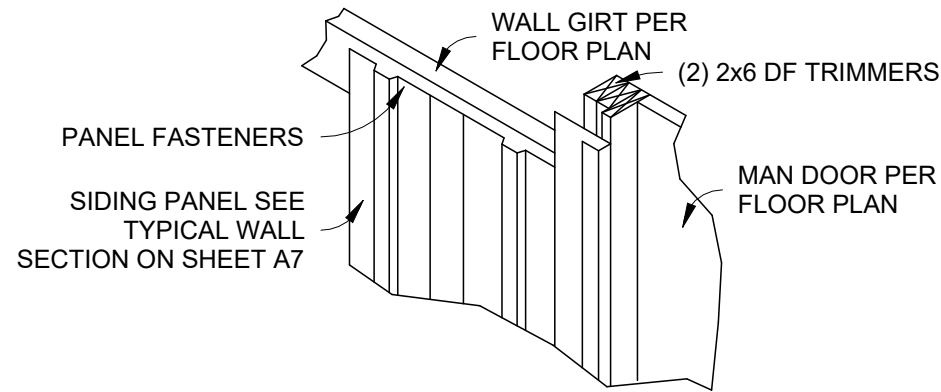 WALL GIRT PER
FLOOR PLAN
(2) 2x6 DF TRIMMERS
PANEL FASTENERS
MAN DOOR PER
FLOOR PLAN
SIDING PANEL SEE
TYPICAL WALL
SECTION ON SHEET A7